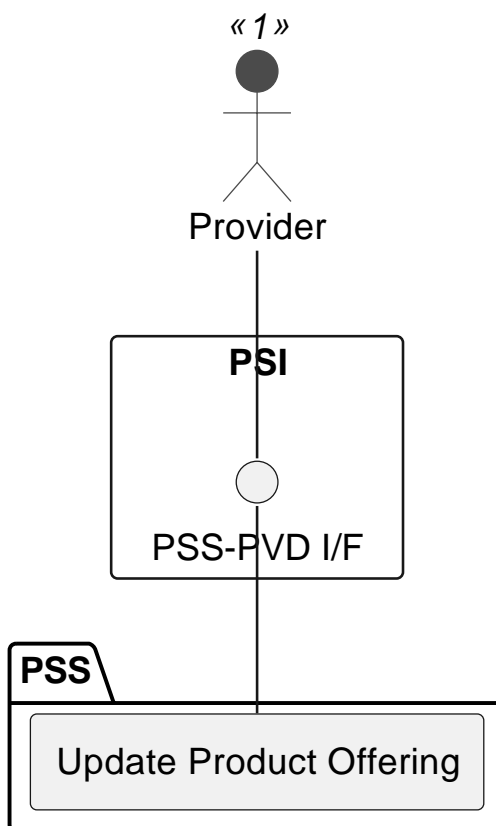 «1»
Provider
PSI
PSS-PVD I/F
PSS
Update Product Offering